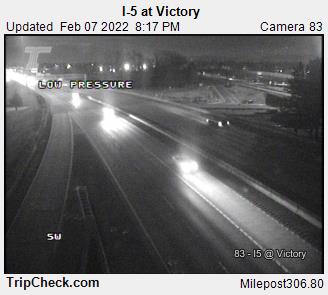 I-5 at Victory
Updated  Feb 07 2022  8:17 PM Camera 83
LOW PRESSURE
SW
83 - I5 @ Victory
TripCheck.com Milepost306.80